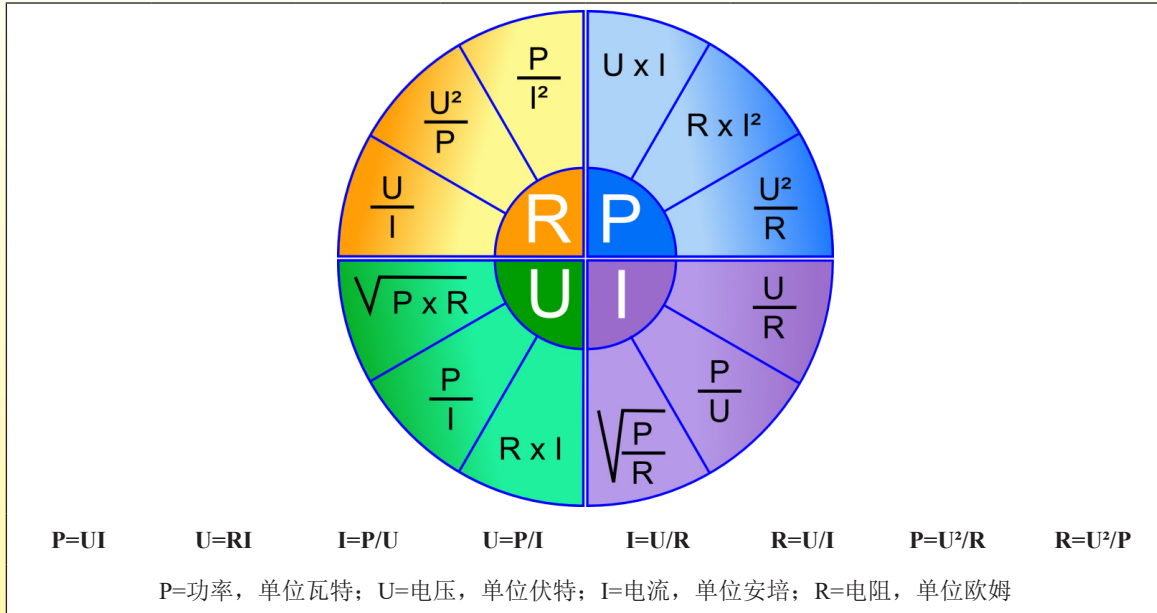 P
I²
U x I
U²
P
R x I²
U
I
U²
R
R P
U I
√P x R
U
R
P
I
P
U
R x I
√P
R
P=UI U=RI I=P/U U=P/I I=U/R R=U/I P=U²/R R=U²/P
P=功率，单位瓦特；U=电压，单位伏特；I=电流，单位安培；R=电阻，单位欧姆